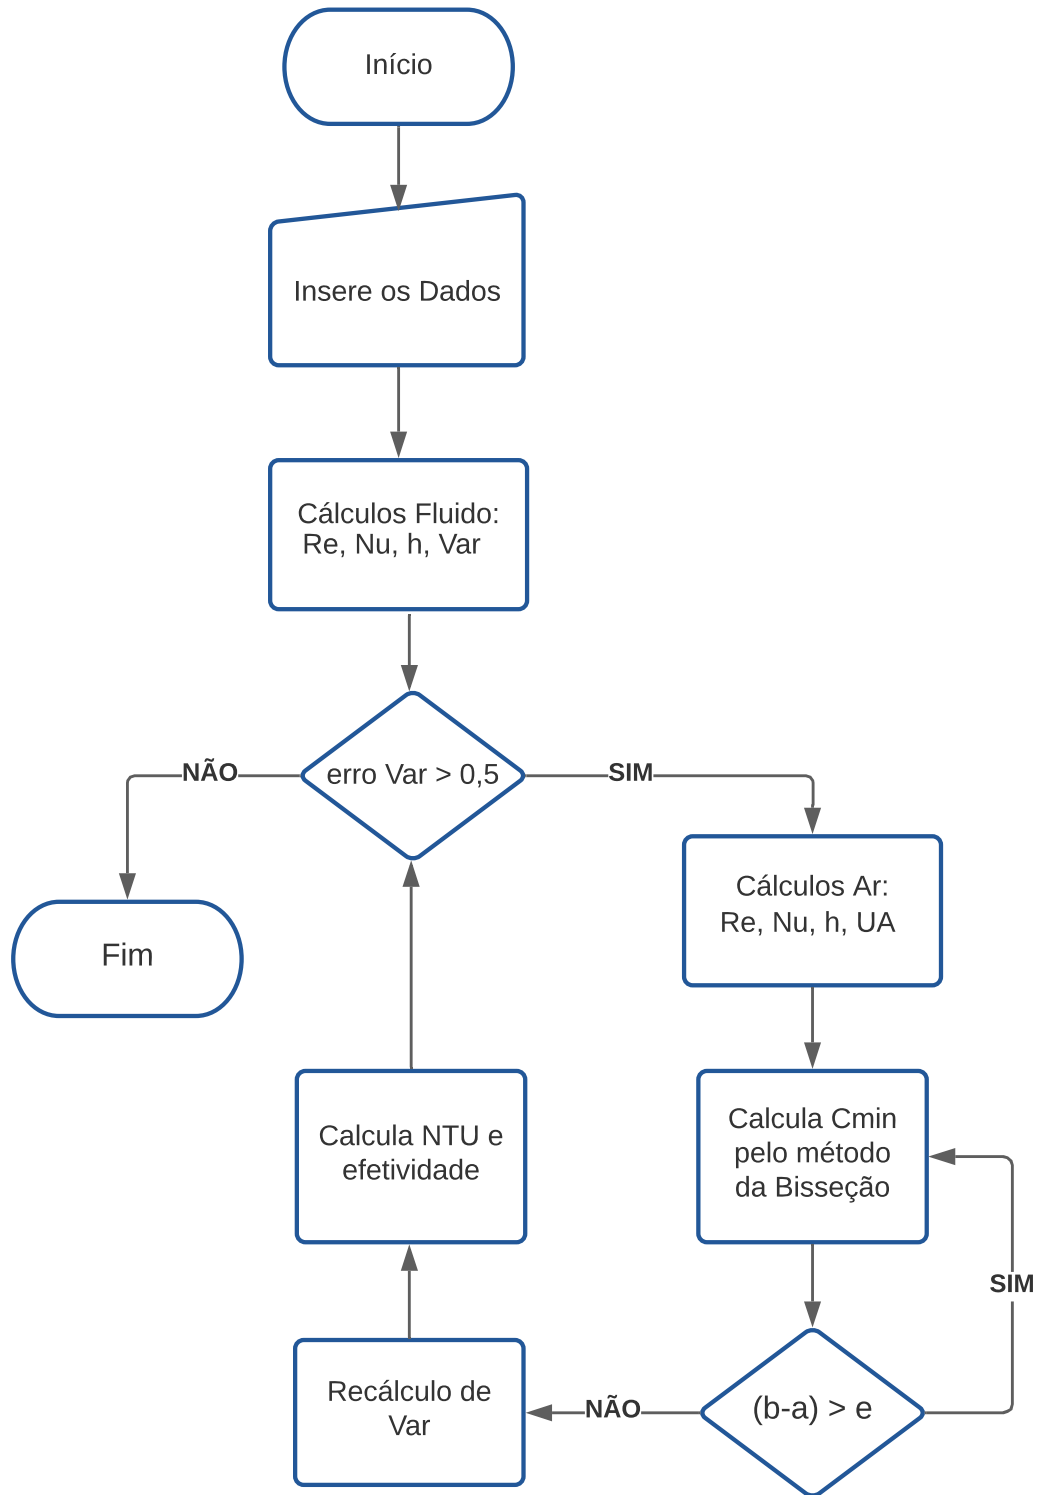 Início
Insere os Dados
Cálculos Fluido:
Re, Nu, h, Var
erro Var > 0,5
NÃO
SIM
Fim
Cálculos Ar:
Re, Nu, h, UA
Calcula Cmin
pelo método
da Bisseção
SIM
(b-a) > e
NÃO
Recálculo de
Var
Calcula NTU e
efetividade